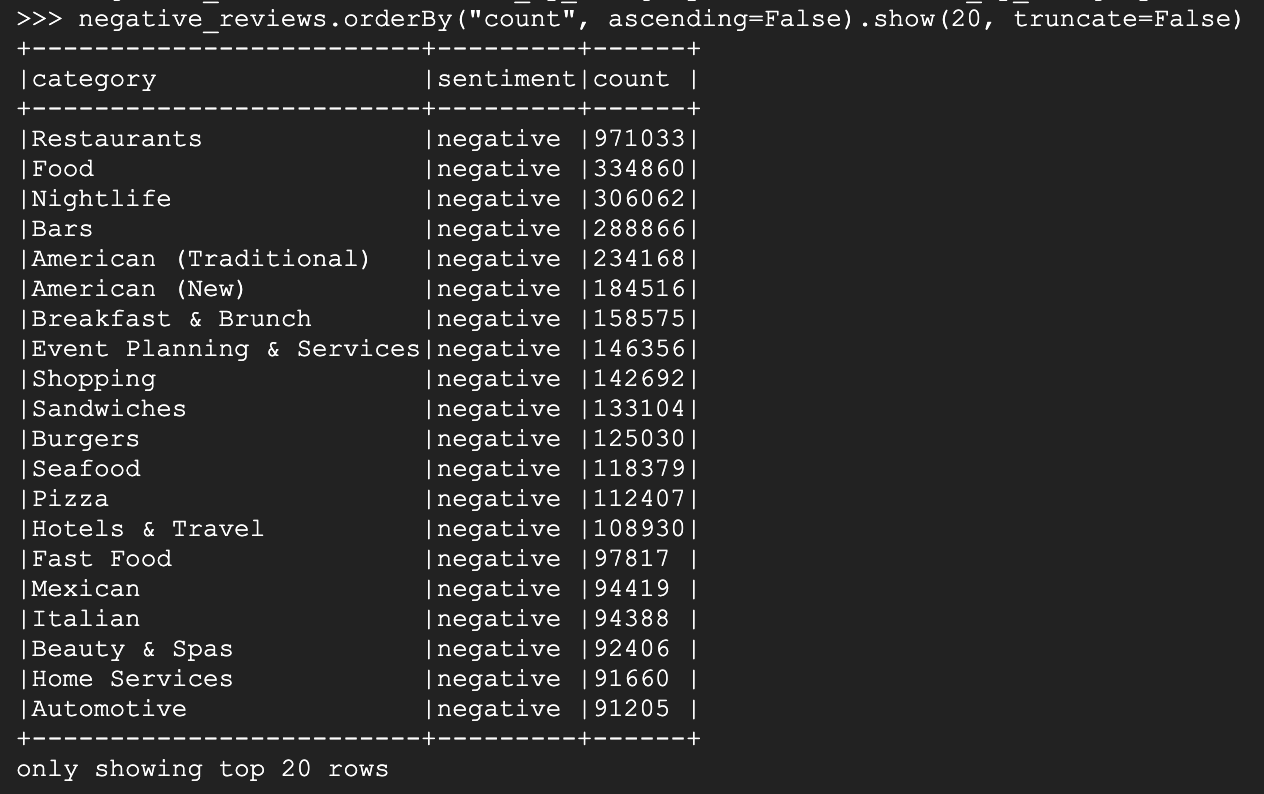 >>> negative_reviews.orderBy("count", ascending=False).show(20, truncate=False)
+-------------------------+---------+------+
|category                 |sentiment|count |
+-------------------------+---------+------+
|Restaurants              |negative |971033|
|Food                     |negative |334860|
|Nightlife                |negative |306062|
|Bars                     |negative |288866|
|American (Traditional)   |negative |234168|
|American (New)           |negative |184516|
|Breakfast & Brunch       |negative |158575|
|Event Planning & Services|negative |146356|
|Shopping                 |negative |142692|
|Sandwiches               |negative |133104|
|Burgers                  |negative |125030|
|Seafood                  |negative |118379|
|Pizza                    |negative |112407|
|Hotels & Travel          |negative |108930|
|Fast Food                |negative |97817 |
|Mexican                  |negative |94419 |
|Italian                  |negative |94388 |
|Beauty & Spas            |negative |92406 |
|Home Services            |negative |91660 |
|Automotive               |negative |91205 |
+-------------------------+---------+------+
only showing top 20 rows